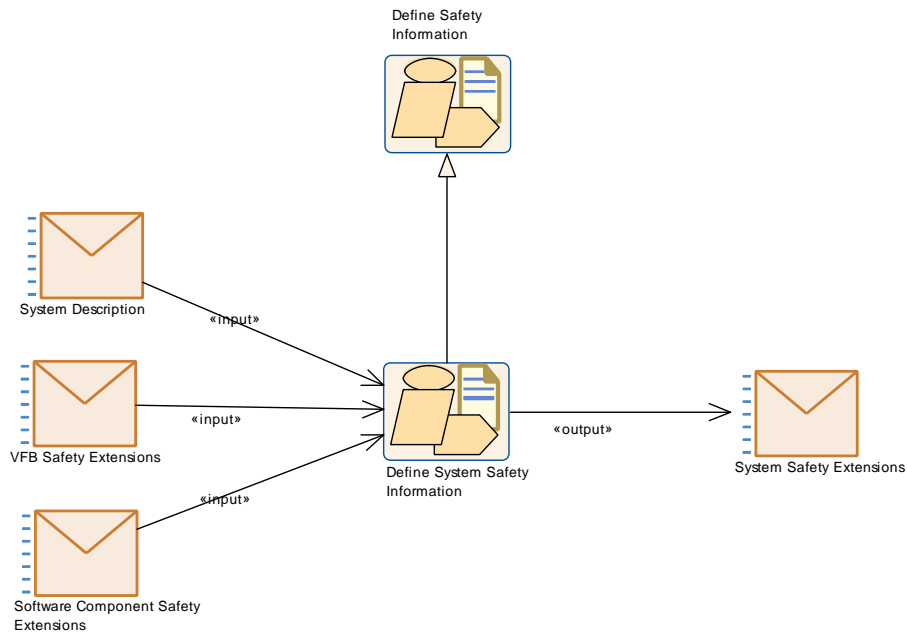 Define Safety
Information
System Description
«input»
VFB Safety Extensions
«input»
«input»
Software Component Safety
Extensions
Define System Safety
Information
«output»
System Safety Extensions